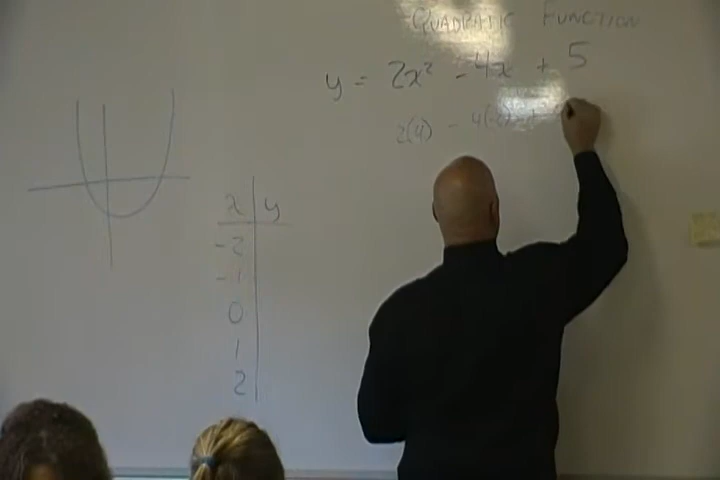 QUADRATIC FUNCTION
y = 2x² - 4x + 5
2(4) - 4(-2) +
x y
-2
-1
0
1
2